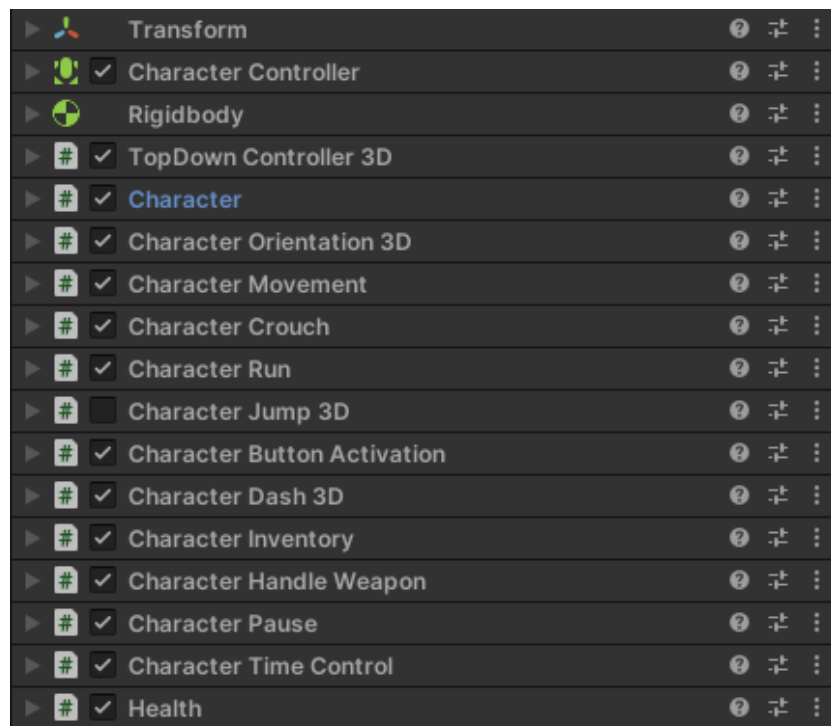 Transform
Character Controller
Rigidbody
TopDown Controller 3D
Character
Character Orientation 3D
Character Movement
Character Crouch
Character Run
Character Jump 3D
Character Button Activation
Character Dash 3D
Character Inventory
Character Handle Weapon
Character Pause
Character Time Control
Health